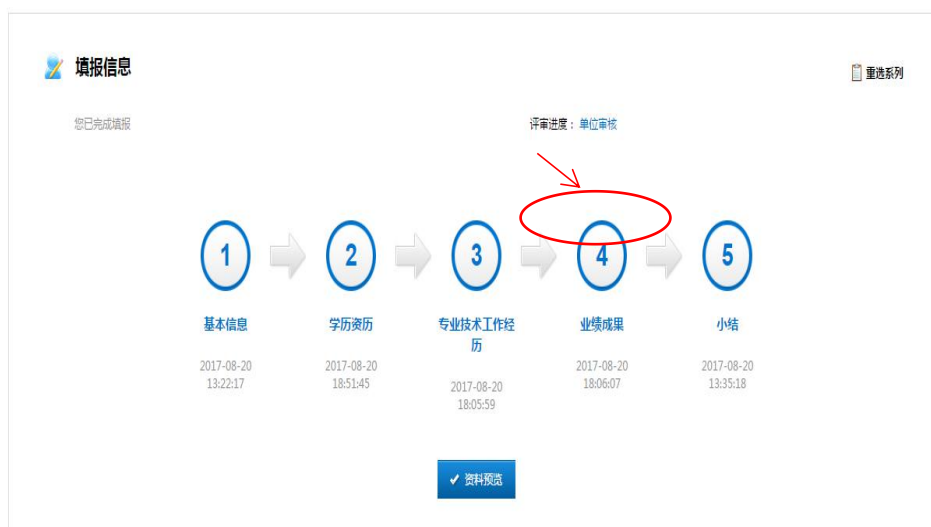 填报信息
重选系列
您已完成填报
评审进度：单位审核
1
2
3
4
5
基本信息
学历资历
专业技术工作经
历
业绩成果
小结
2017-08-20
13:22:17
2017-08-20
18:51:45
2017-08-20
18:05:59
2017-08-20
18:06:07
2017-08-20
13:35:18
资料预览